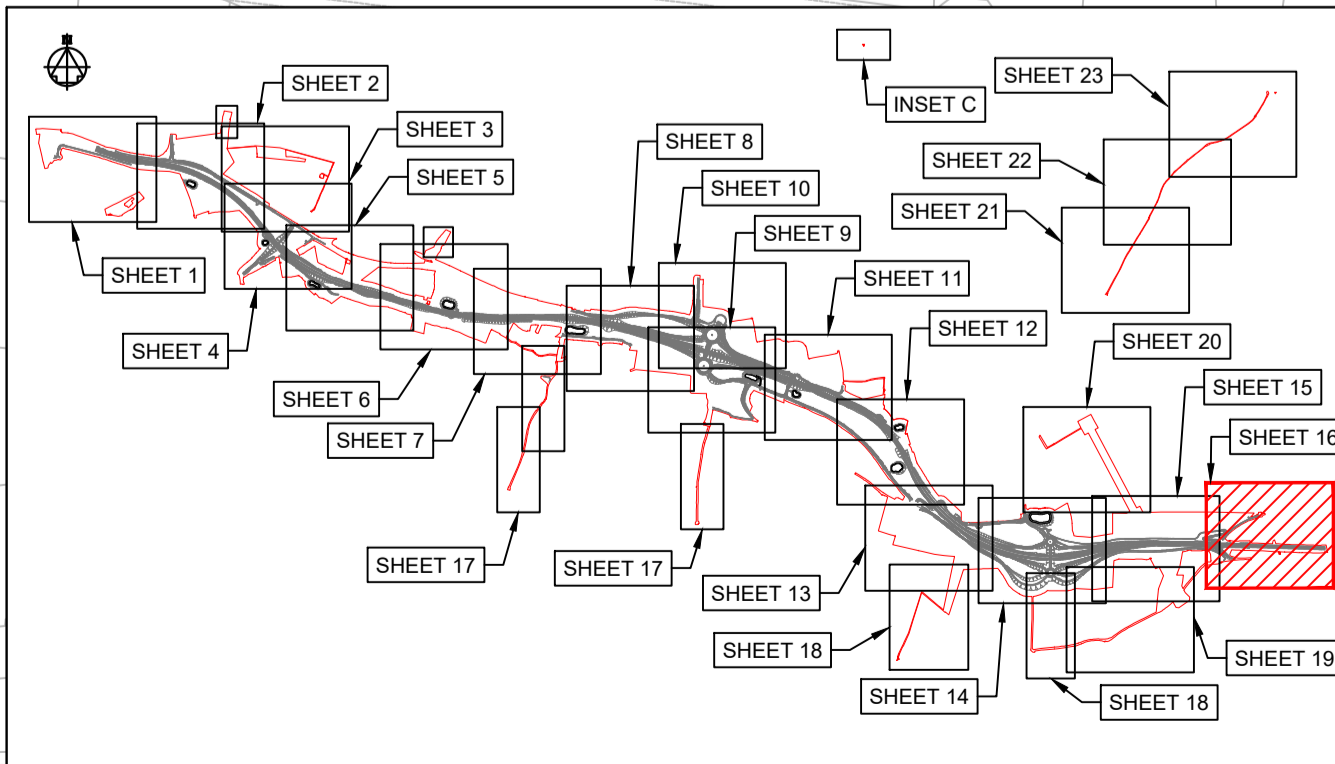 SHEET 2
SHEET 23
INSET C
SHEET 3
SHEET 8
SHEET 22
SHEET 5
SHEET 10
SHEET 21
SHEET 9
SHEET 1
SHEET 11
SHEET 12
SHEET 4
SHEET 20
SHEET 15
SHEET 6
SHEET 16
SHEET 7
SHEET 17
SHEET 17
SHEET 13
SHEET 18
SHEET 19
SHEET 14
SHEET 18